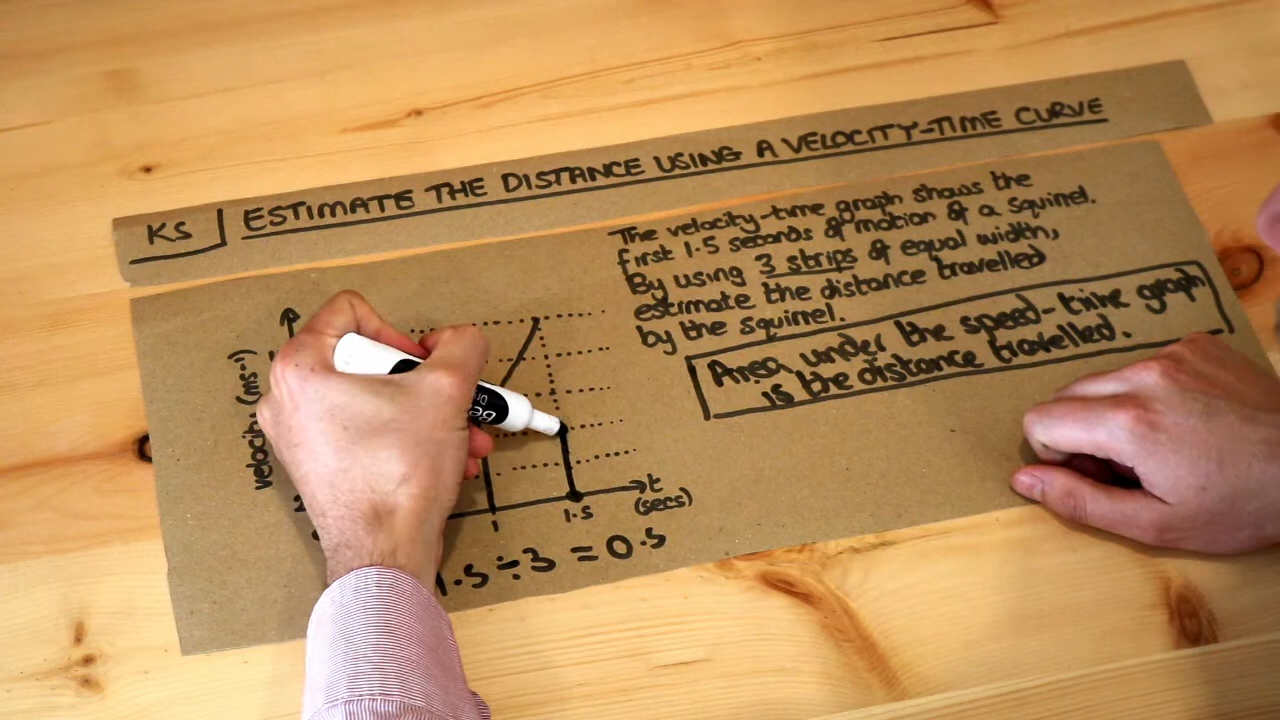 KS
ESTIMATE THE DISTANCE USING A VELOCITY-TIME CURVE
The velocity-time graph shows the
first 1.5 seconds of motion of a squirrel.
By using 3 strips of equal width,
estimate the distance travelled
by the squirrel.
Area under the speed-time graph
is the distance travelled.
velocity (ms⁻¹)
2
1
1.5
t
(secs)
1.5 ÷ 3 = 0.5